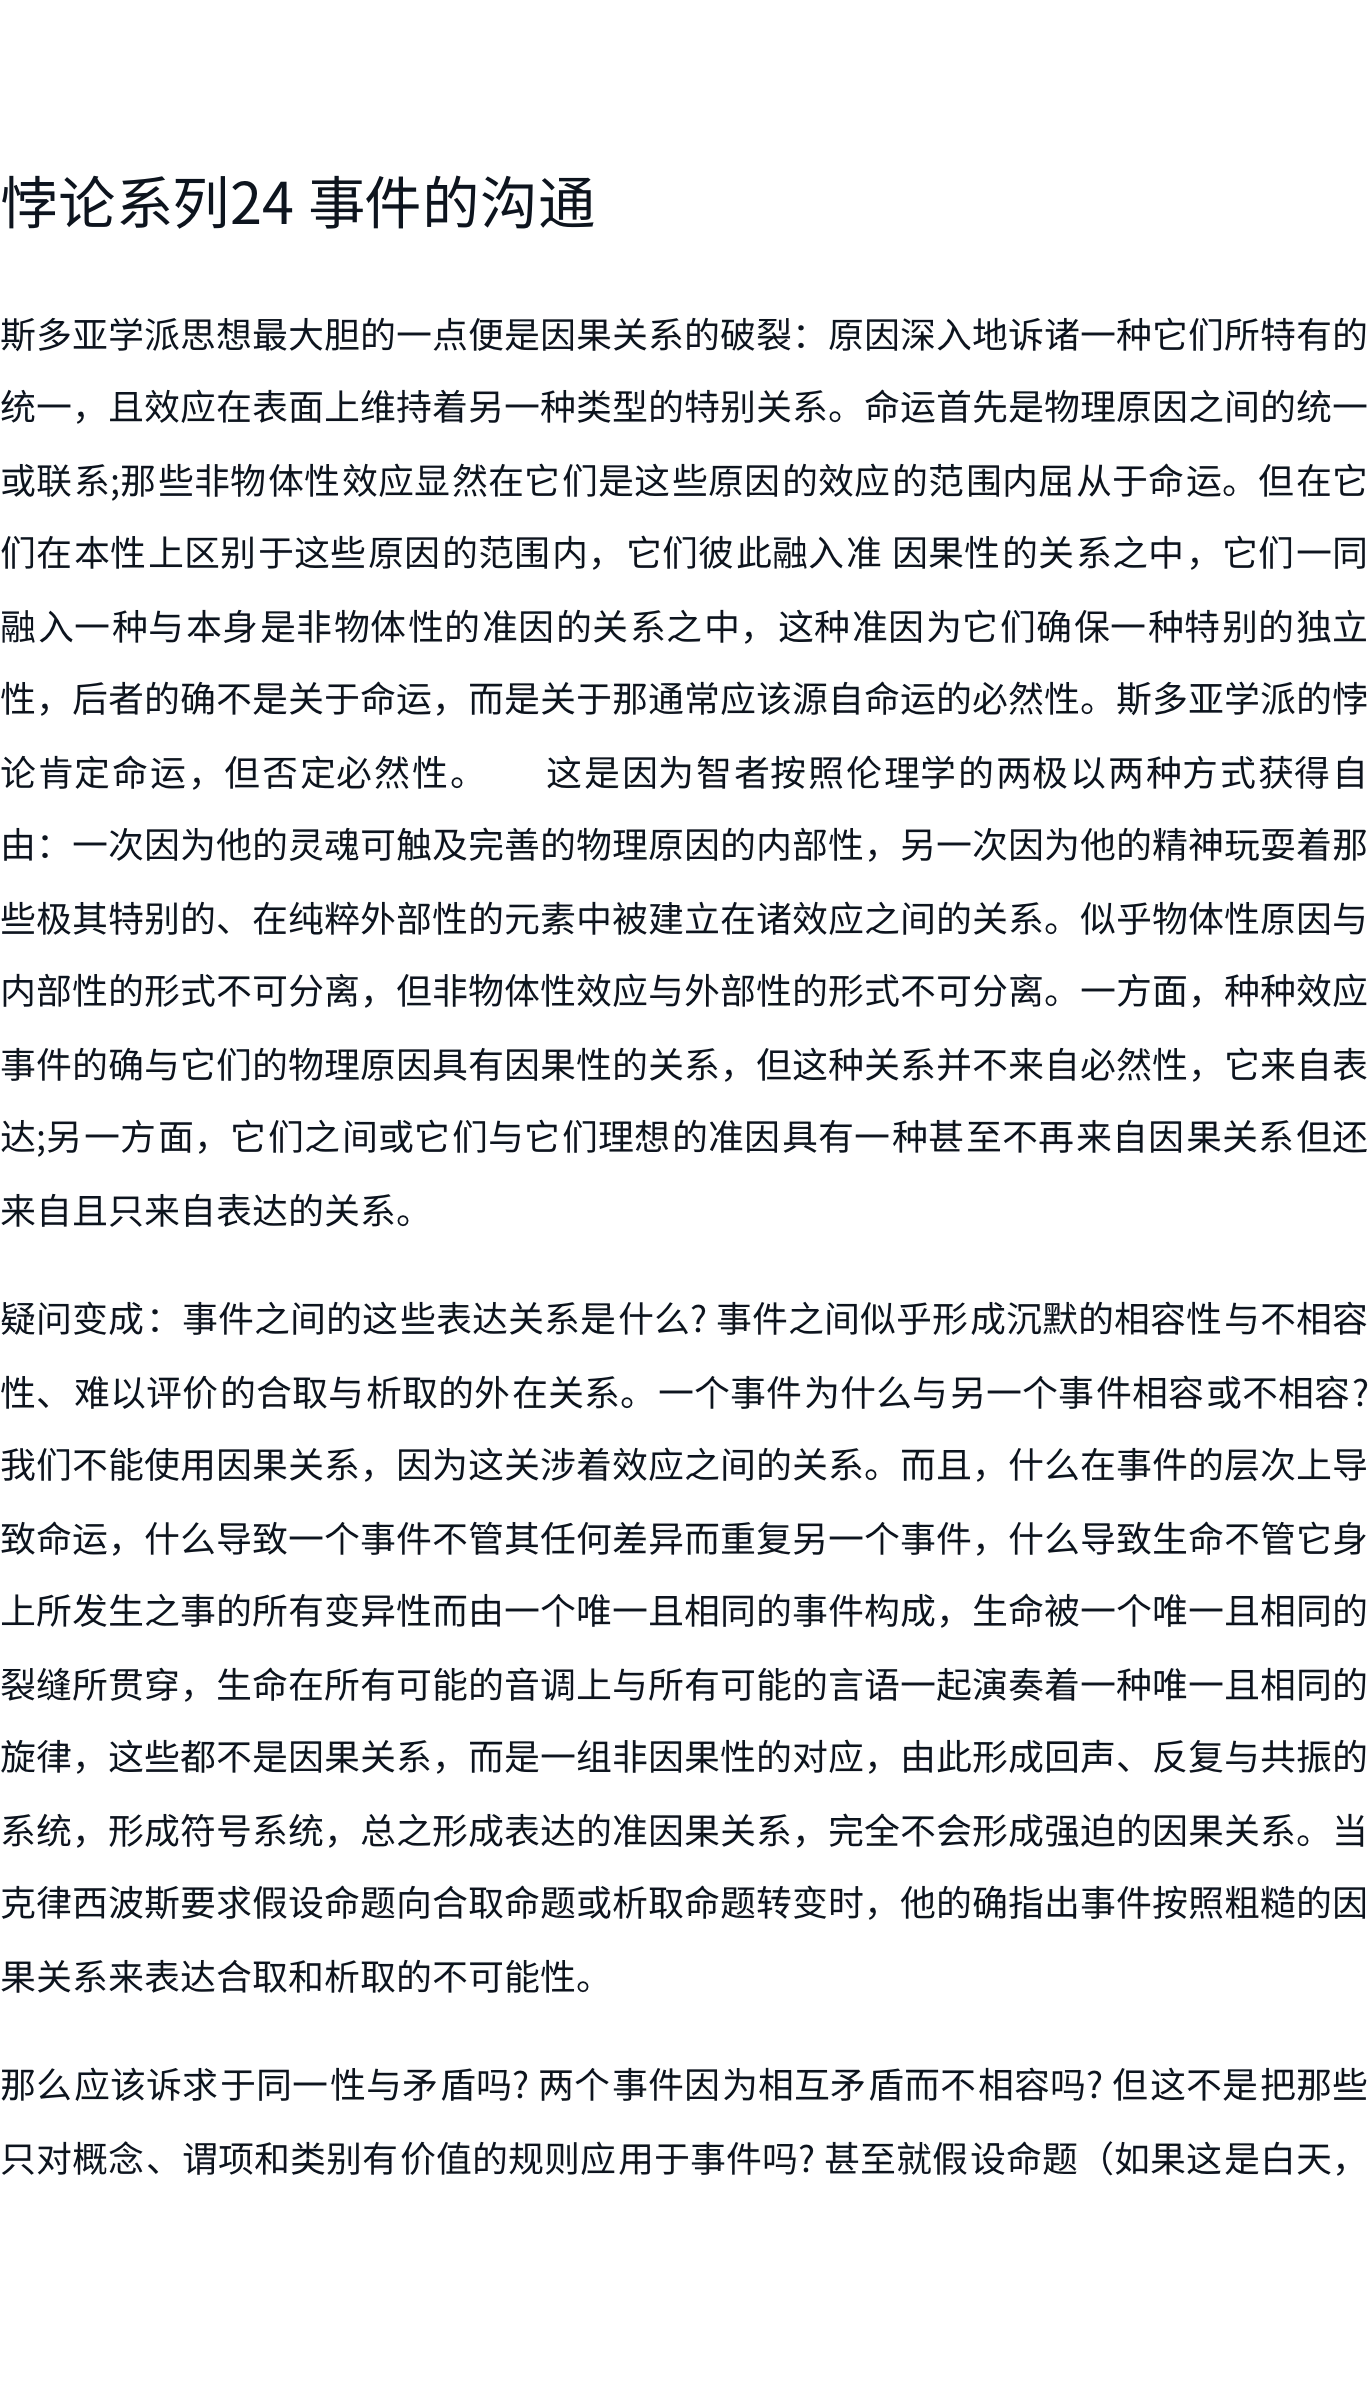 悖论系列24 事件的沟通
斯多亚学派思想最大胆的一点便是因果关系的破裂：原因深入地诉诸一种它们所特有的
统一，且效应在表面上维持着另一种类型的特别关系。命运首先是物理原因之间的统一
或联系;那些非物体性效应显然在它们是这些原因的效应的范围内屈从于命运。但在它
们在本性上区别于这些原因的范围内，它们彼此融入准 因果性的关系之中，它们一同
融入一种与本身是非物体性的准因的关系之中，这种准因为它们确保一种特别的独立
性，后者的确不是关于命运，而是关于那通常应该源自命运的必然性。斯多亚学派的悖
论肯定命运，但否定必然性。　　这是因为智者按照伦理学的两极以两种方式获得自
由：一次因为他的灵魂可触及完善的物理原因的内部性，另一次因为他的精神玩耍着那
些极其特别的、在纯粹外部性的元素中被建立在诸效应之间的关系。似乎物体性原因与
内部性的形式不可分离，但非物体性效应与外部性的形式不可分离。一方面，种种效应
事件的确与它们的物理原因具有因果性的关系，但这种关系并不来自必然性，它来自表
达;另一方面，它们之间或它们与它们理想的准因具有一种甚至不再来自因果关系但还
来自且只来自表达的关系。
疑问变成：事件之间的这些表达关系是什么? 事件之间似乎形成沉默的相容性与不相容
性、难以评价的合取与析取的外在关系。一个事件为什么与另一个事件相容或不相容?
我们不能使用因果关系，因为这关涉着效应之间的关系。而且，什么在事件的层次上导
致命运，什么导致一个事件不管其任何差异而重复另一个事件，什么导致生命不管它身
上所发生之事的所有变异性而由一个唯一且相同的事件构成，生命被一个唯一且相同的
裂缝所贯穿，生命在所有可能的音调上与所有可能的言语一起演奏着一种唯一且相同的
旋律，这些都不是因果关系，而是一组非因果性的对应，由此形成回声、反复与共振的
系统，形成符号系统，总之形成表达的准因果关系，完全不会形成强迫的因果关系。当
克律西波斯要求假设命题向合取命题或析取命题转变时，他的确指出事件按照粗糙的因
果关系来表达合取和析取的不可能性。
那么应该诉求于同一性与矛盾吗? 两个事件因为相互矛盾而不相容吗? 但这不是把那些
只对概念、谓项和类别有价值的规则应用于事件吗? 甚至就假设命题（如果这是白天，